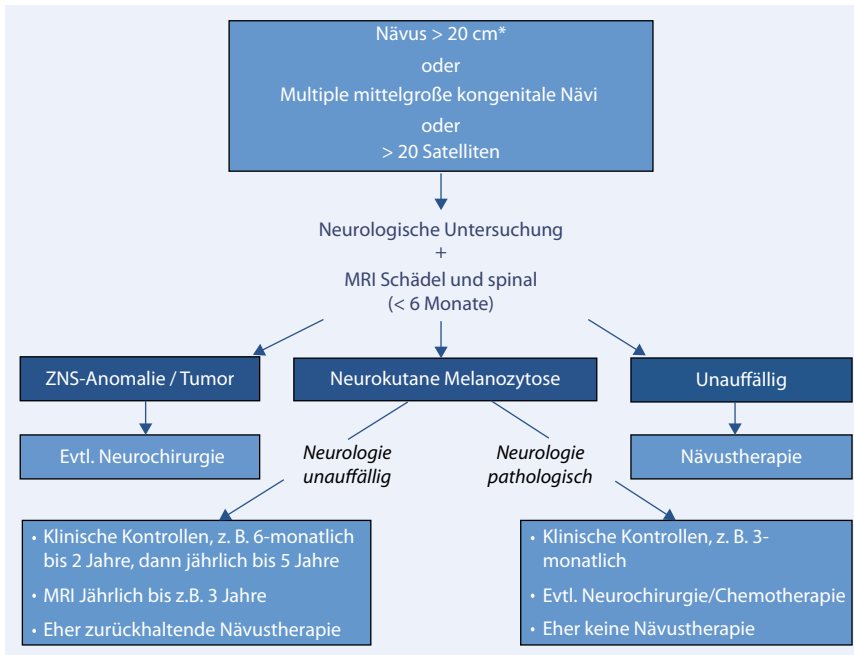 Nävus > 20 cm*
oder
Multiple mittelgroße kongenitale Nävi
oder
> 20 Satelliten
Neurologische Untersuchung
+
MRI Schädel und spinal
(< 6 Monate)
ZNS-Anomalie / Tumor
Neurokutane Melanozytose
Unauffällig
Evtl. Neurochirurgie
Neurologie
unauffällig
Neurologie
pathologisch
Nävustherapie
• Klinische Kontrollen, z. B. 6-monatlich
bis 2 Jahre, dann jährlich bis 5 Jahre
• MRI Jährlich bis z.B. 3 Jahre
• Eher zurückhaltende Nävustherapie
• Klinische Kontrollen, z. B. 3-
monatlich
• Evtl. Neurochirurgie/Chemotherapie
• Eher keine Nävustherapie